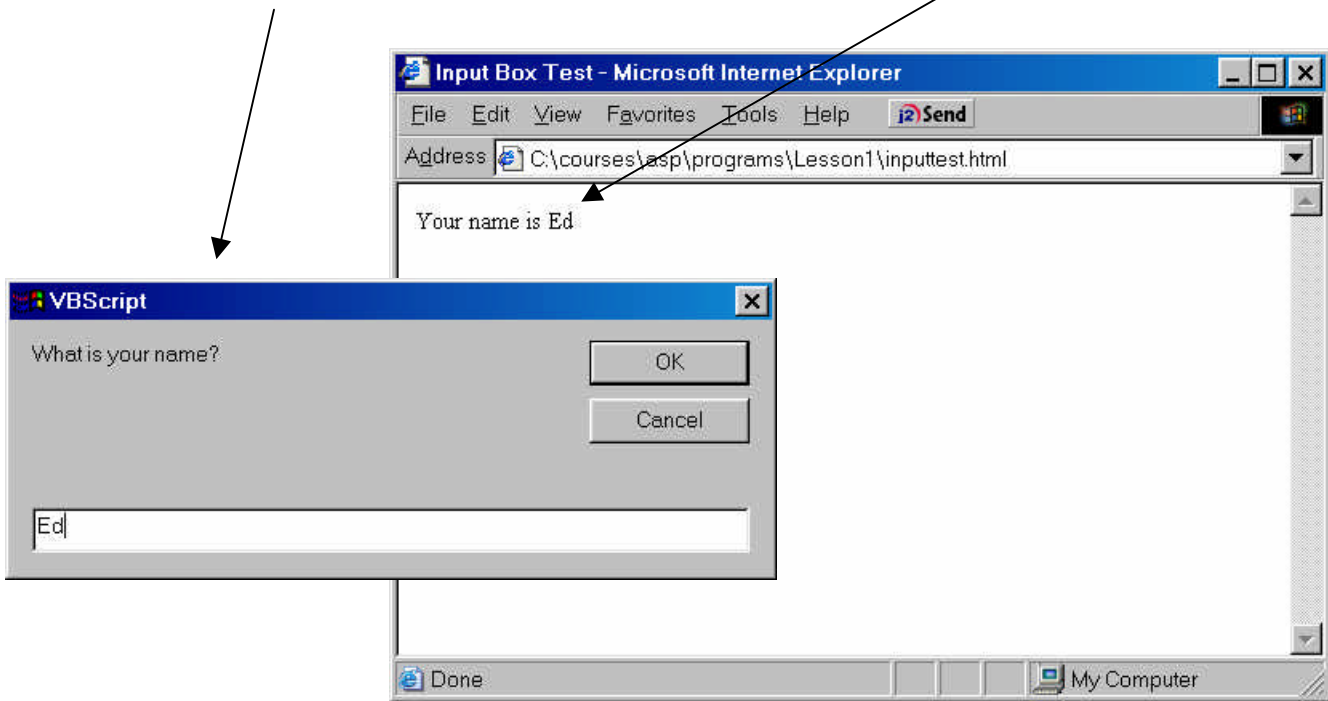 Input Box Test - Microsoft Internet Explorer
File Edit View Favorites Tools Help j2 Send
Address C:\courses\asp\programs\Lesson1\inputtest.html
Your name is Ed
VBScript
What is your name?
OK
Cancel
Ed
Done My Computer